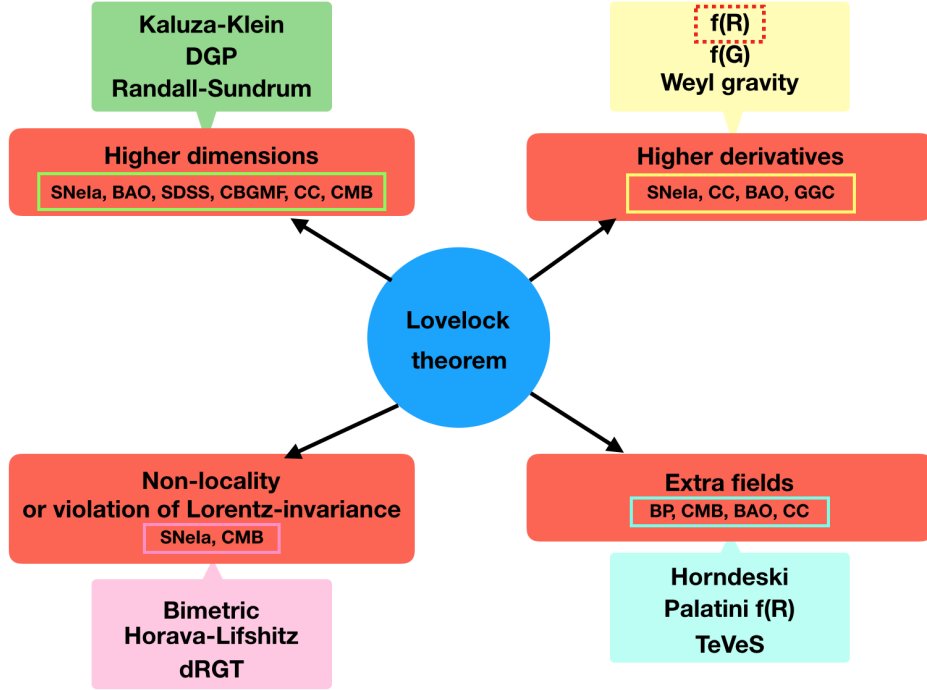 Kaluza-Klein
DGP
Randall-Sundrum
Higher dimensions
SNeIa, BAO, SDSS, CBGMF, CC, CMB
f(R)
f(G)
Weyl gravity
Higher derivatives
SNeIa, CC, BAO, GGC
Lovelock
theorem
Non-locality
or violation of Lorentz-invariance
SNeIa, CMB
Bimetric
Horava-Lifshitz
dRGT
Extra fields
BP, CMB, BAO, CC
Horndeski
Palatini f(R)
TeVeS